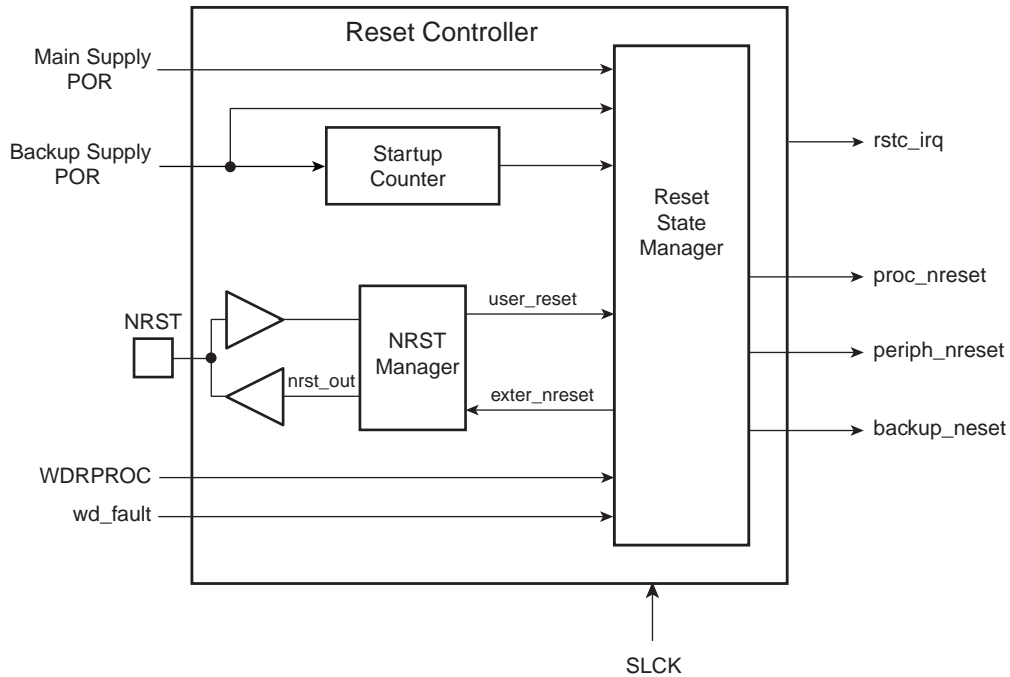 Reset Controller
Main Supply
POR
Backup Supply
POR
Startup
Counter
rstc_irq
Reset
State
Manager
proc_nreset
user_reset
NRST
NRST
Manager
periph_nreset
nrst_out
exter_nreset
backup_neset
WDRPROC
wd_fault
SLCK